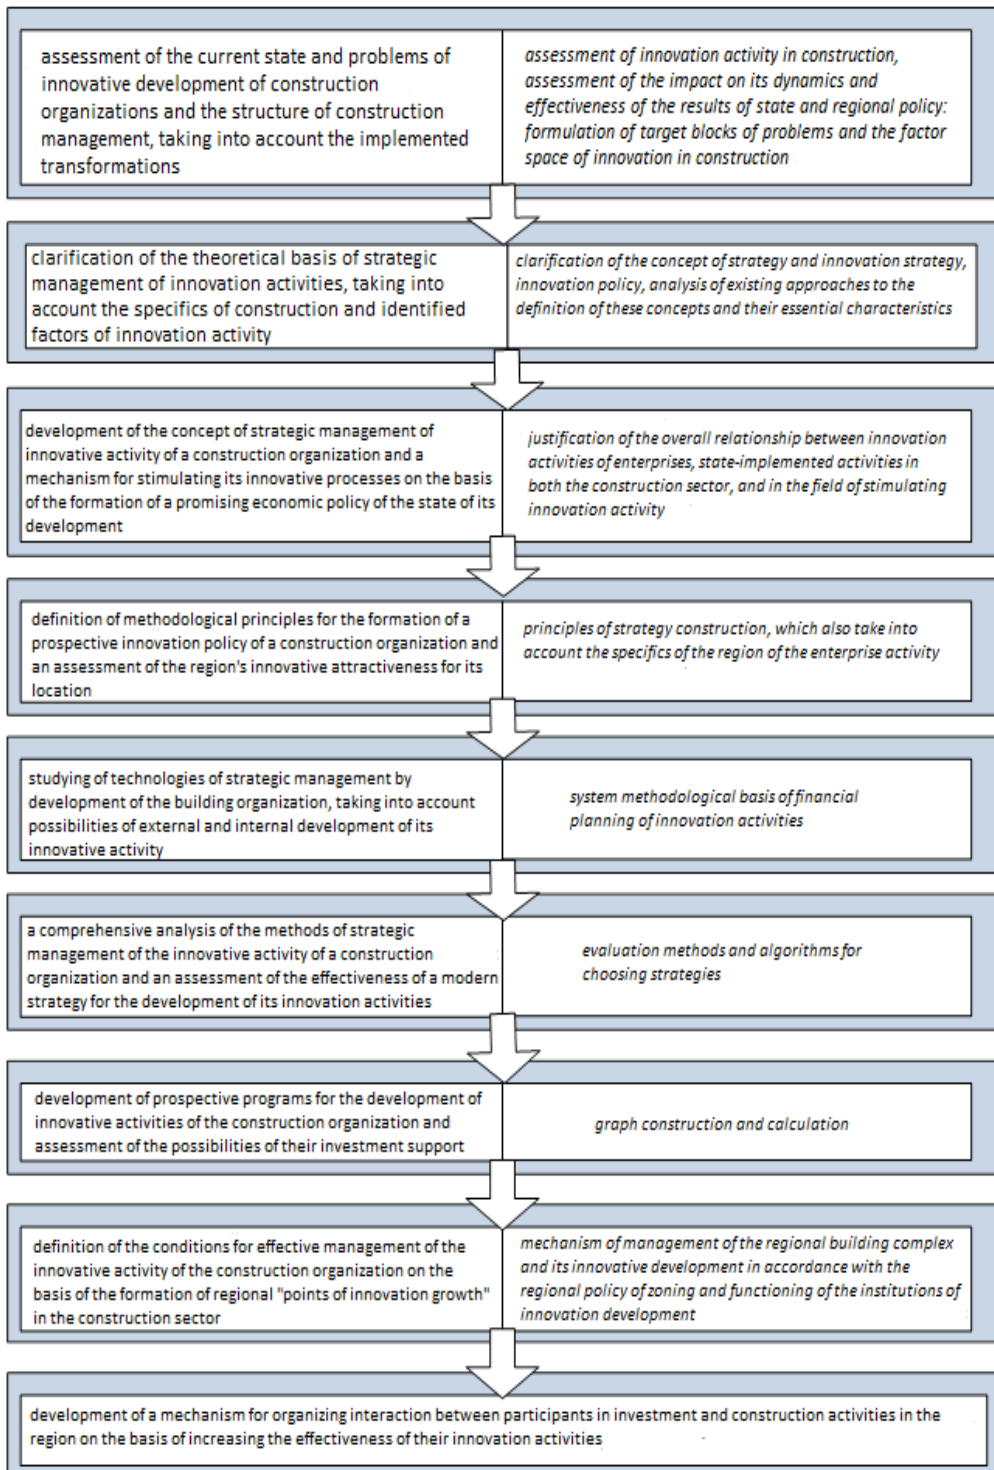 assessment of the current state and problems of
innovative development of construction
organizations and the structure of construction
management, taking into account the implemented
transformations
assessment of innovation activity in construction,
assessment of the impact on its dynamics and
effectiveness of the results of state and regional policy:
formulation of target blocks of problems and the factor
space of innovation in construction
clarification of the theoretical basis of strategic
management of innovation activities, taking into
account the specifics of construction and identified
factors of innovation activity
clarification of the concept of strategy and innovation strategy,
innovation policy, analysis of existing approaches to the
definition of these concepts and their essential characteristics
development of the concept of strategic management of
innovative activity of a construction organization and a
mechanism for stimulating its innovative processes on the basis
of the formation of a promising economic policy of the state of its
development
justification of the overall relationship between innovation
activities of enterprises, state-implemented activities in
both the construction sector, and in the field of stimulating
innovation activity
definition of methodological principles for the formation of a
prospective innovation policy of a construction organization and
an assessment of the region's innovative attractiveness for its
location
principles of strategy construction, which also take into
account the specifics of the region of the enterprise activity
studying of technologies of strategic management by
development of the building organization, taking into account
possibilities of external and internal development of its
innovative activity
system methodological basis of financial
planning of innovation activities
a comprehensive analysis of the methods of strategic
management of the innovative activity of a construction
organization and an assessment of the effectiveness of a modern
strategy for the development of its innovation activities
evaluation methods and algorithms for
choosing strategies
development of prospective programs for the development of
innovative activities of the construction organization and
assessment of the possibilities of their investment support
graph construction and calculation
definition of the conditions for effective management of the
innovative activity of the construction organization on the
basis of the formation of regional "points of innovation growth"
in the construction sector
mechanism of management of the regional building complex
and its innovative development in accordance with the
regional policy of zoning and functioning of the institutions of
innovation development
development of a mechanism for organizing interaction between participants in investment and construction activities in the
region on the basis of increasing the effectiveness of their innovation activities